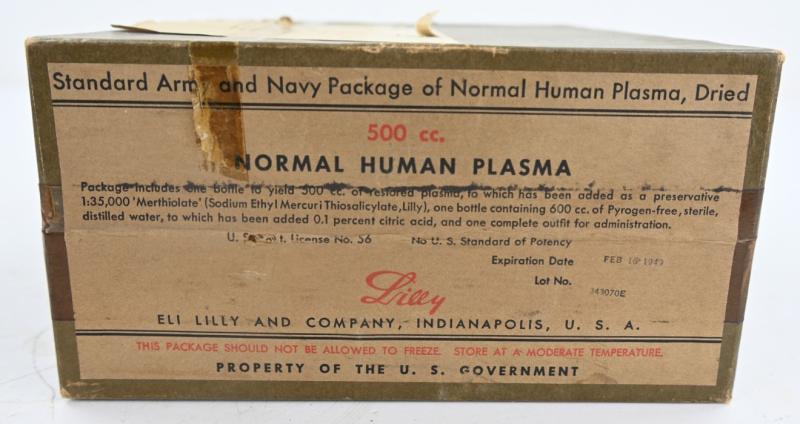 Standard Army and Navy Package of Normal Human Plasma, Dried
500 cc.
NORMAL HUMAN PLASMA
Package includes one bottle to yield 500 cc. of restored plasma, to which has been added as a preservative
1:35,000 'Merthiolate' (Sodium Ethyl Mercuri Thiosalicylate, Lilly), one bottle containing 600 cc. of Pyrogen-free, sterile,
distilled water, to which has been added 0.1 percent citric acid, and one complete outfit for administration.
U. S. License No. 56 No U. S. Standard of Potency
Expiration Date FEB 16 1949
Lot No. 343070E
Lilly
ELI LILLY AND COMPANY, INDIANAPOLIS, U. S. A.
THIS PACKAGE SHOULD NOT BE ALLOWED TO FREEZE. STORE AT A MODERATE TEMPERATURE.
PROPERTY OF THE U. S. GOVERNMENT